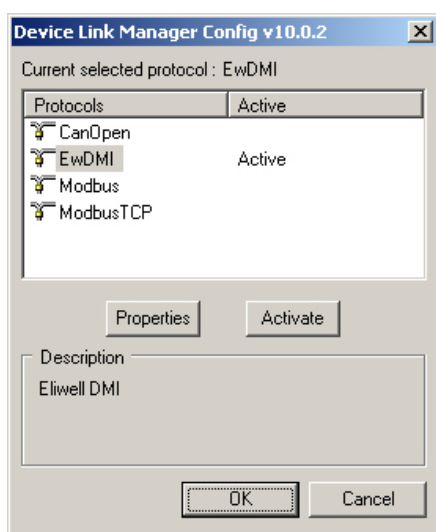 Device Link Manager Config v10.0.2
Current selected protocol : EwDMI
Protocols Active
CanOpen
EwDMI Active
Modbus
ModbusTCP
Properties Activate
Description
Eliwell DMI
OK Cancel